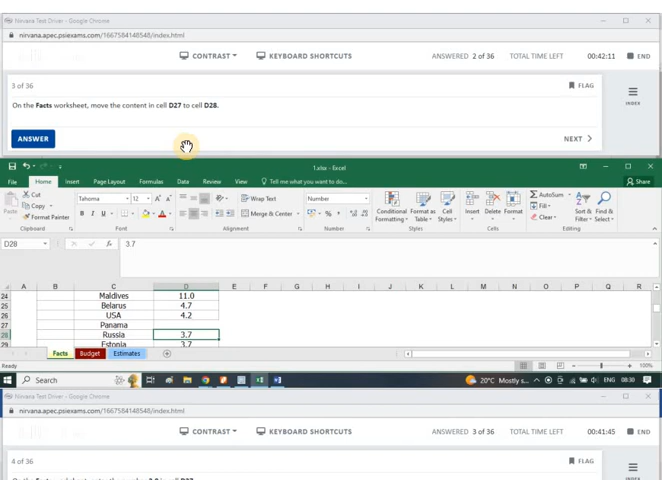 Nirvana Test Driver - Google Chrome
nirvana.apec.psiexams.com/1667584148548/index.html
CONTRAST KEYBOARD SHORTCUTS ANSWERED 2 of 36 TOTAL TIME LEFT 00:42:11 END
3 of 36 FLAG
INDEX
On the Facts worksheet, move the content in cell D27 to cell D28.
ANSWER NEXT
1.xlsx - Excel
File Home Insert Page Layout Formulas Data Review View Tell me what you want to do... Share
Cut
Copy
Format Painter
Paste
Clipboard
Tahoma 12
B I U
Font
Wrap Text
Merge & Center
Alignment
Number
Number
Conditional Formatting
Format as Table
Cell Styles
Styles
Insert Delete Format
Cells
AutoSum
Fill
Clear
Sort & Filter
Find & Select
Editing
D28 fx 3.7
A B C D E F G H I J K L M N O P Q R
24 Maldives 11.0
25 Belarus 4.7
26 USA 4.2
27 Panama
28 Russia 3.7
29 Estonia 3.7
Facts Budget Estimates
Ready 100%
Search 20°C Mostly s... ENG 08:30
Nirvana Test Driver - Google Chrome
nirvana.apec.psiexams.com/1667584148548/index.html
CONTRAST KEYBOARD SHORTCUTS ANSWERED 3 of 36 TOTAL TIME LEFT 00:41:45 END
4 of 36 FLAG